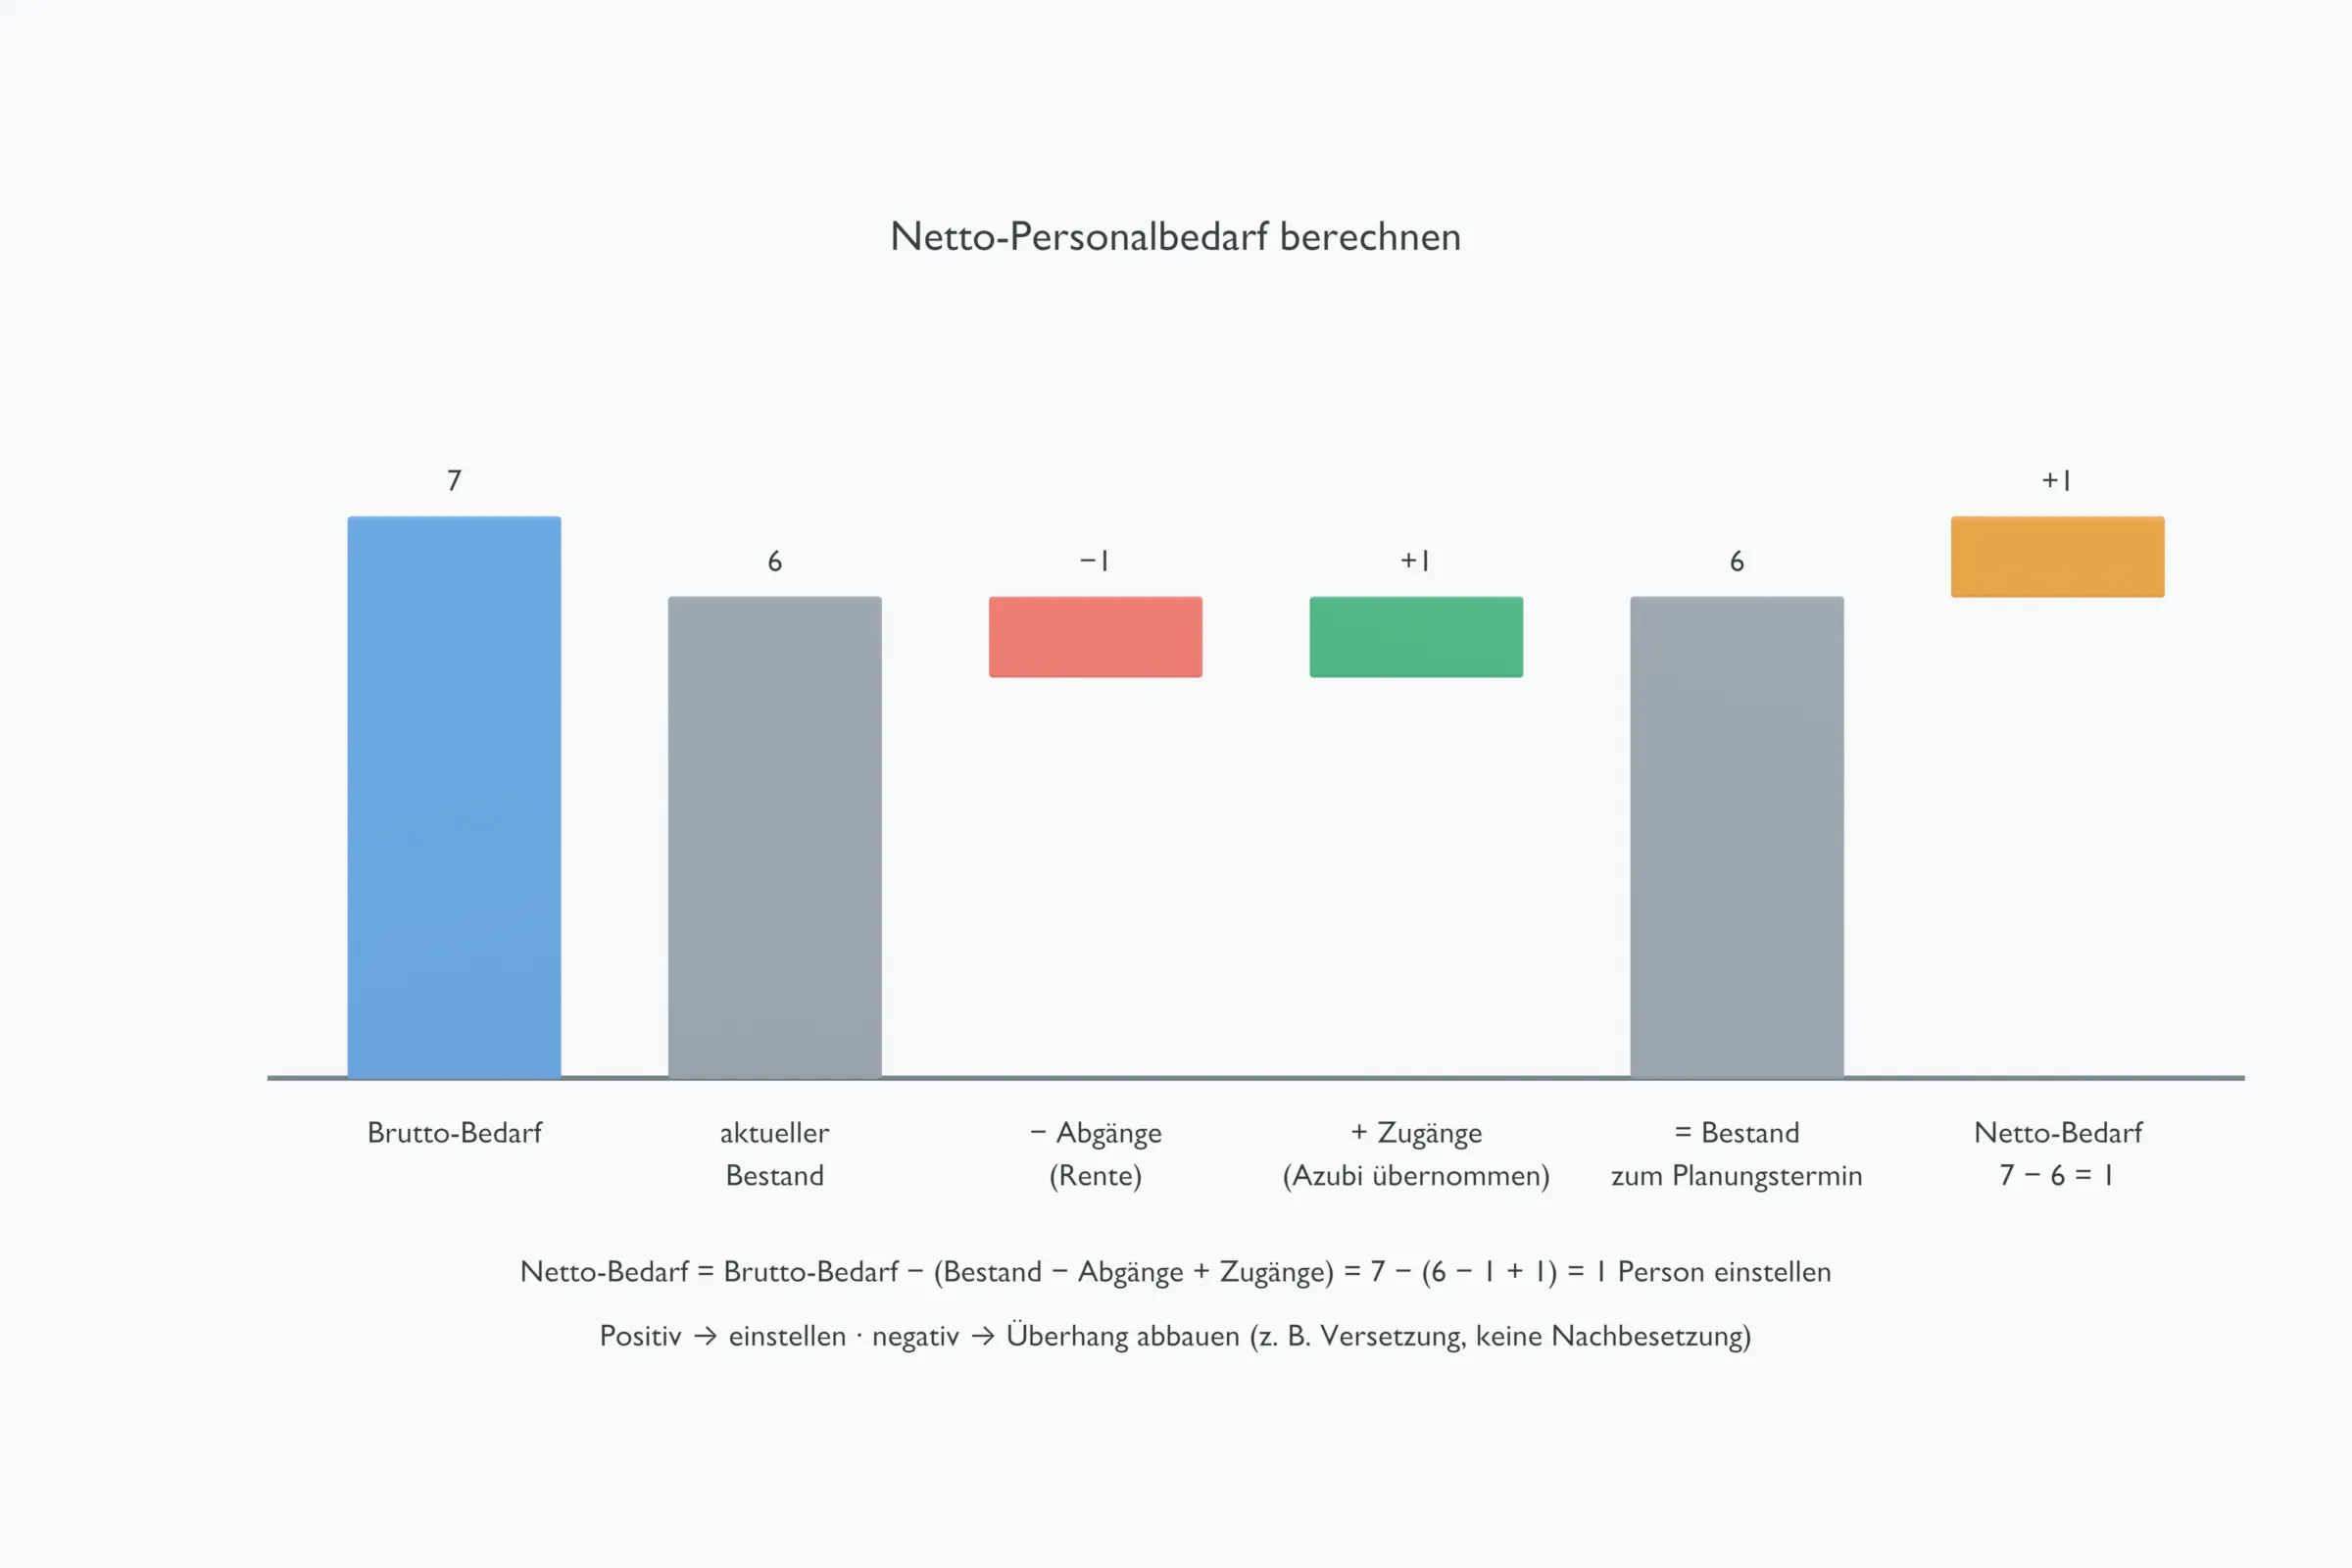 Netto-Personalbedarf berechnen
7
6
−1
+1
6
+1
Brutto-Bedarf
aktueller
Bestand
− Abgänge
(Rente)
+ Zugänge
(Azubi übernommen)
= Bestand
zum Planungstermin
Netto-Bedarf
7 − 6 = 1
Netto-Bedarf = Brutto-Bedarf − (Bestand − Abgänge + Zugänge) = 7 − (6 − 1 + 1) = 1 Person einstellen
Positiv → einstellen · negativ → Überhang abbauen (z. B. Versetzung, keine Nachbesetzung)